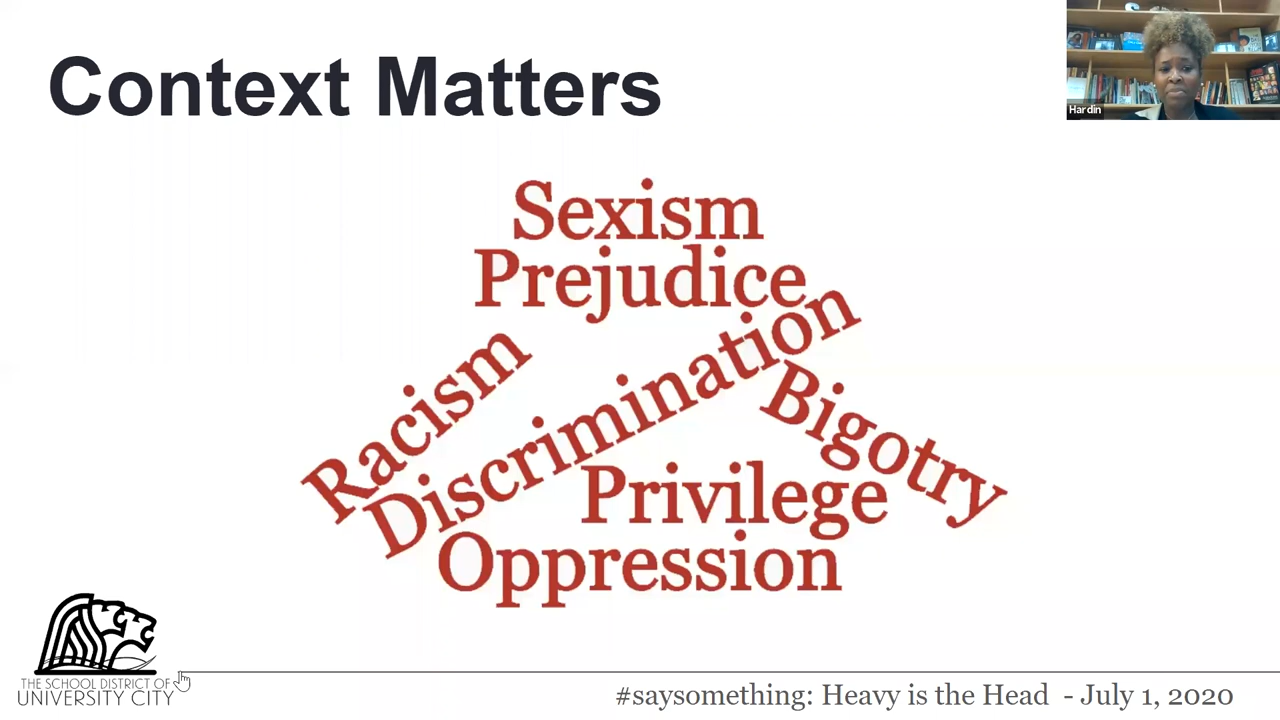 Context Matters
Hardin
Sexism
Prejudice
Racism
Discrimination
Bigotry
Privilege
Oppression
THE SCHOOL DISTRICT OF
UNIVERSITY CITY
#saysomething: Heavy is the Head - July 1, 2020